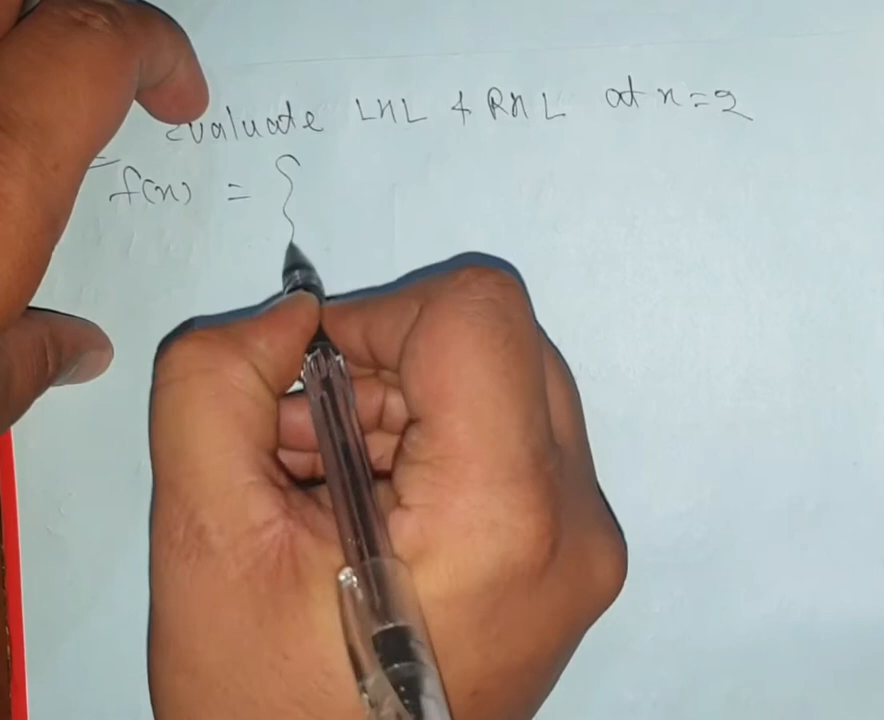 evaluate LHL & RHL at x=2
f(x) = {